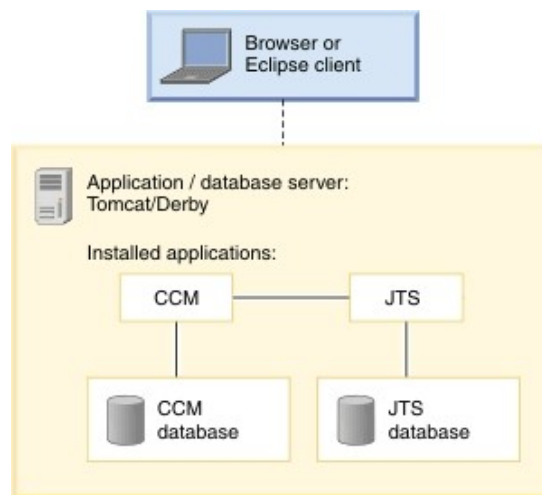 Browser or
Eclipse client
Application / database server:
Tomcat/Derby
Installed applications:
CCM
JTS
CCM
database
JTS
database